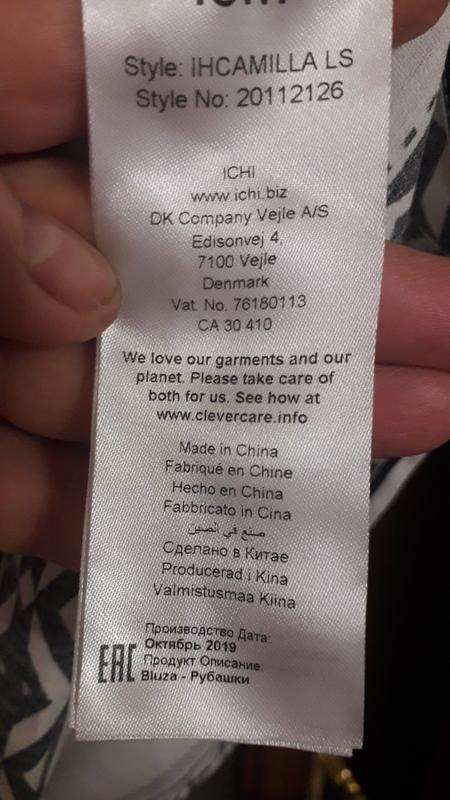 Style: IHCAMILLA LS
Style No: 20112126
ICHI
www.ichi.biz
DK Company Vejle A/S
Edisonvej 4,
7100 Vejle
Denmark
Vat. No. 76180113
CA 30 410
We love our garments and our
planet. Please take care of
both for us. See how at
www.clevercare.info
Made in China
Fabriqué en Chine
Hecho en China
Fabbricato in Cina
صنع في الصين
Сделано в Китае
Producerad i Kina
Valmistusmaa Kiina
Производство Дата:
Октябрь 2019
EAC Продукт Описание:
Bluza - Рубашки